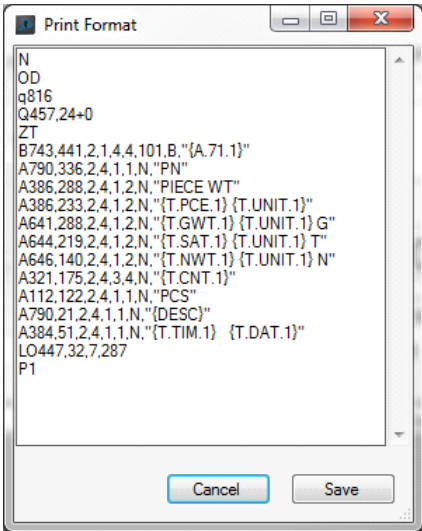 Print Format
N
OD
q816
Q457,24+0
ZT
B743,441,2,1,4,4,101,B,"{A.71.1}"
A790,336,2,4,1,1,N,"PN"
A386,288,2,4,1,2,N,"PIECE WT"
A386,233,2,4,1,2,N,"{T.PCE.1} {T.UNIT.1}"
A641,288,2,4,1,2,N,"{T.GWT.1} {T.UNIT.1} G"
A644,219,2,4,1,2,N,"{T.SAT.1} {T.UNIT.1} T"
A646,140,2,4,1,2,N,"{T.NWT.1} {T.UNIT.1} N"
A321,175,2,4,3,4,N,"{T.CNT.1}"
A112,122,2,4,1,1,N,"PCS"
A790,21,2,4,1,1,N,"{DESC}"
A384,51,2,4,1,1,N,"{T.TIM.1}   {T.DAT.1}"
LO447,32,7,287
P1
Cancel Save